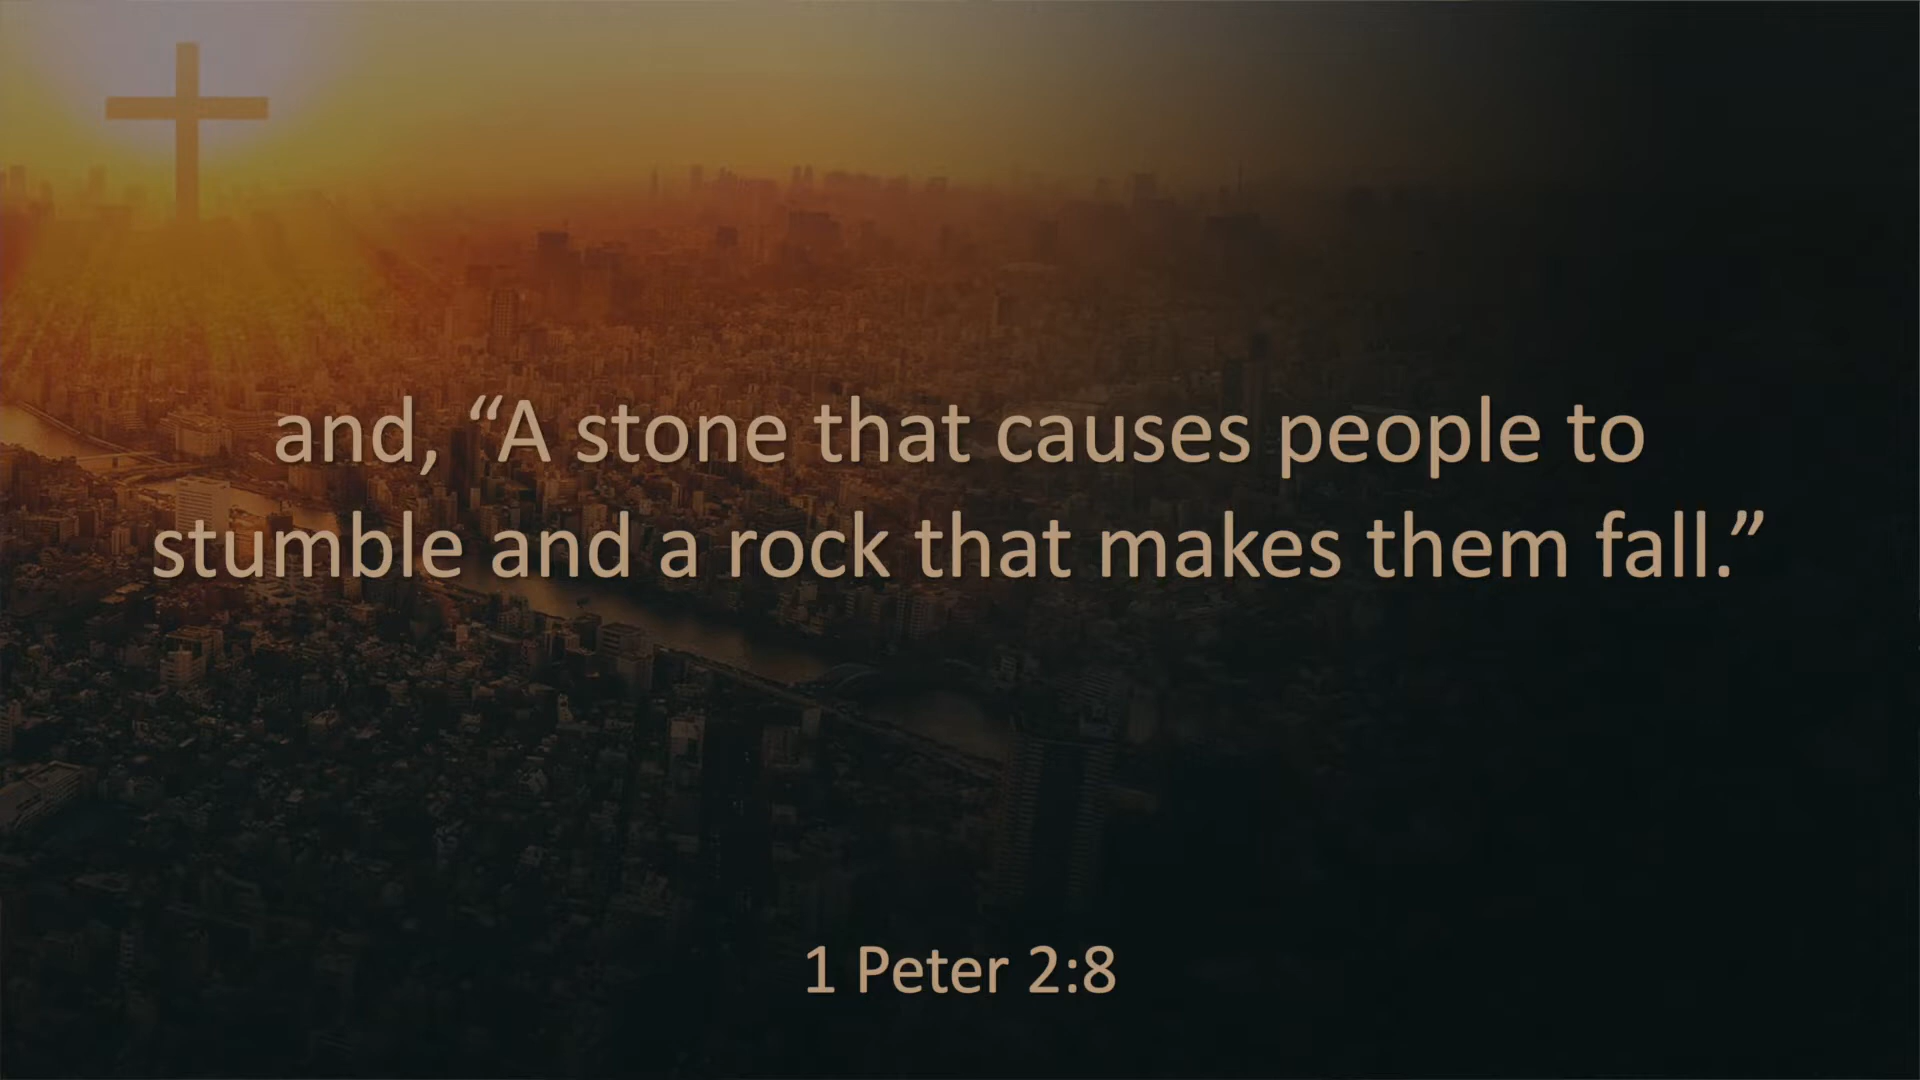 and, “A stone that causes people to
stumble and a rock that makes them fall.”
1 Peter 2:8